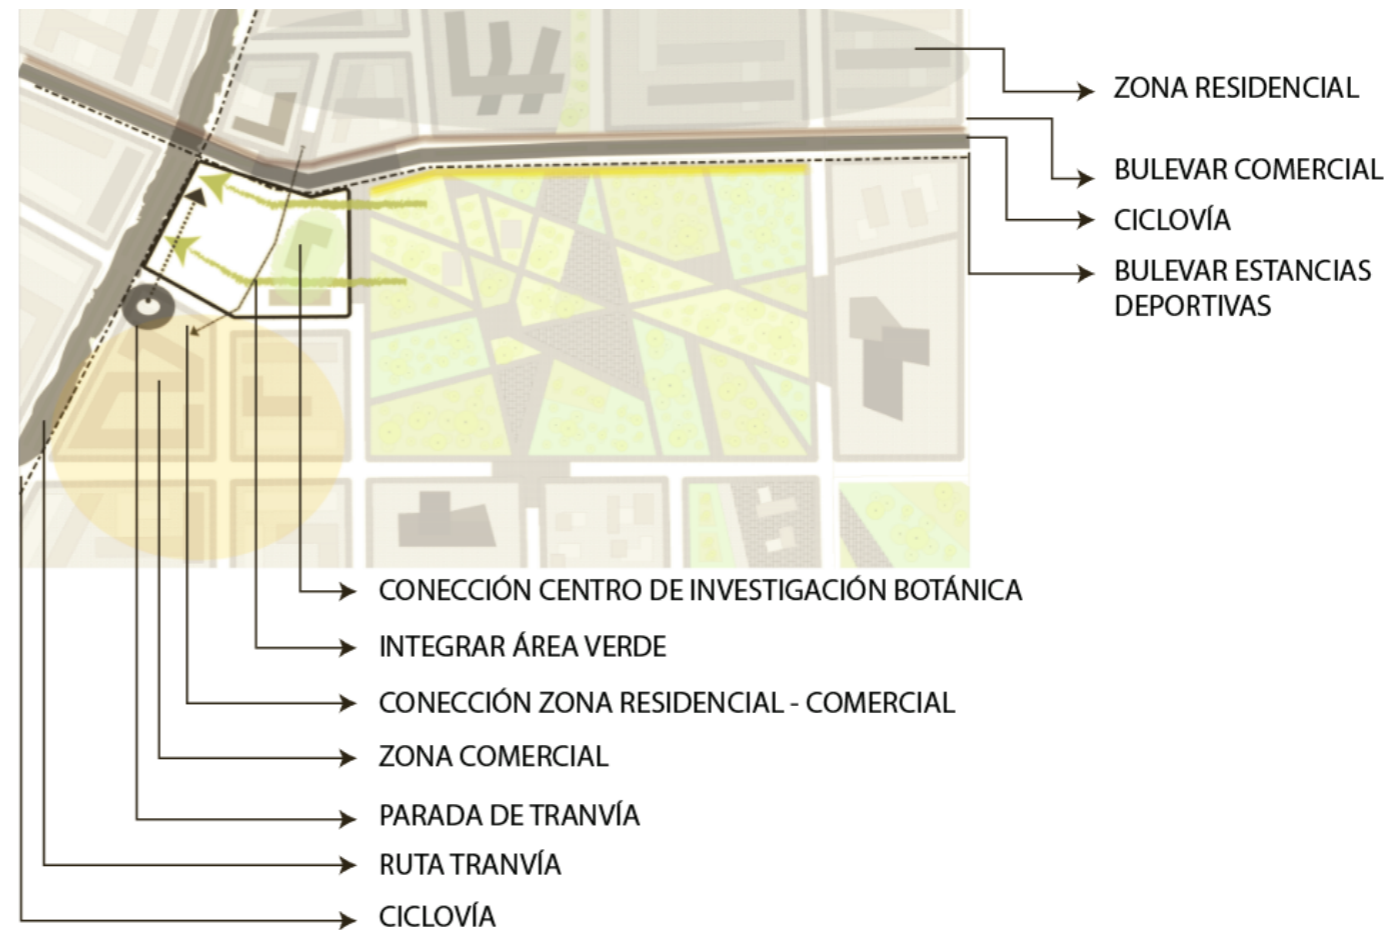 ZONA RESIDENCIAL
BULEVAR COMERCIAL
CICLOVÍA
BULEVAR ESTANCIAS
DEPORTIVAS
CONECCIÓN CENTRO DE INVESTIGACIÓN BOTÁNICA
INTEGRAR ÁREA VERDE
CONECCIÓN ZONA RESIDENCIAL - COMERCIAL
ZONA COMERCIAL
PARADA DE TRANVÍA
RUTA TRANVÍA
CICLOVÍA